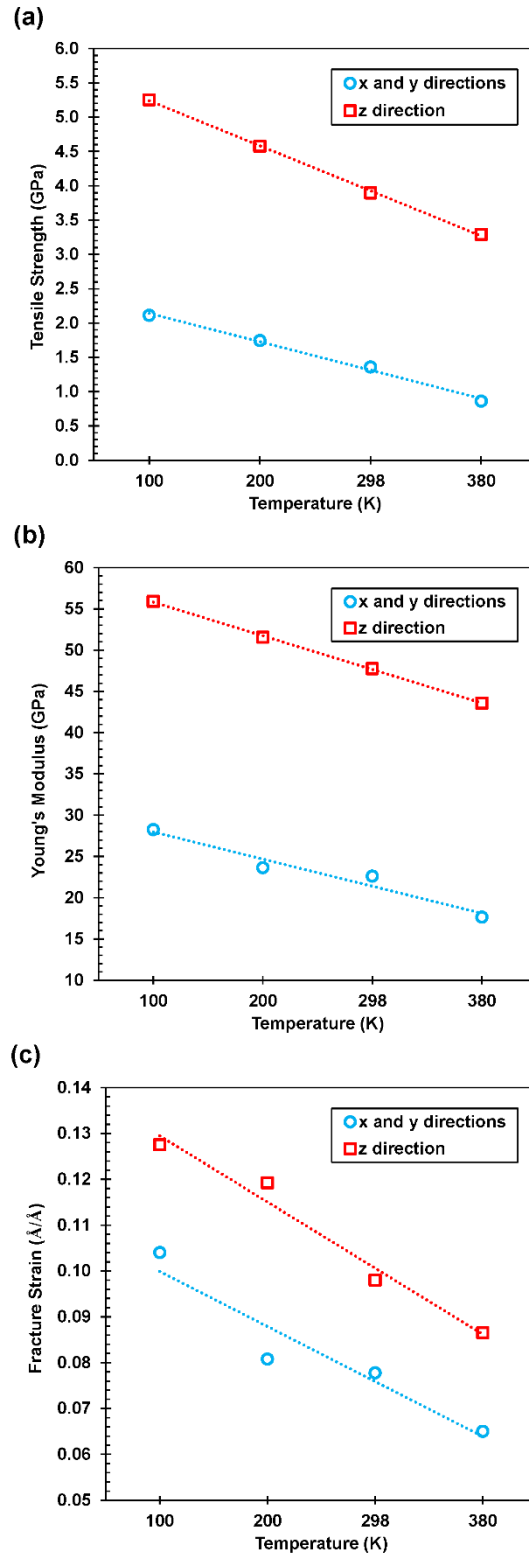 (a)
Tensile Strength (GPa)
6.0
5.5
5.0
4.5
4.0
3.5
3.0
2.5
2.0
1.5
1.0
0.5
0.0
x and y directions
z direction
100 200 298 380
Temperature (K)
(b)
Young's Modulus (GPa)
60
55
50
45
40
35
30
25
20
15
10
x and y directions
z direction
100 200 298 380
Temperature (K)
(c)
Fracture Strain (Å/Å)
0.14
0.13
0.12
0.11
0.10
0.09
0.08
0.07
0.06
0.05
x and y directions
z direction
100 200 298 380
Temperature (K)